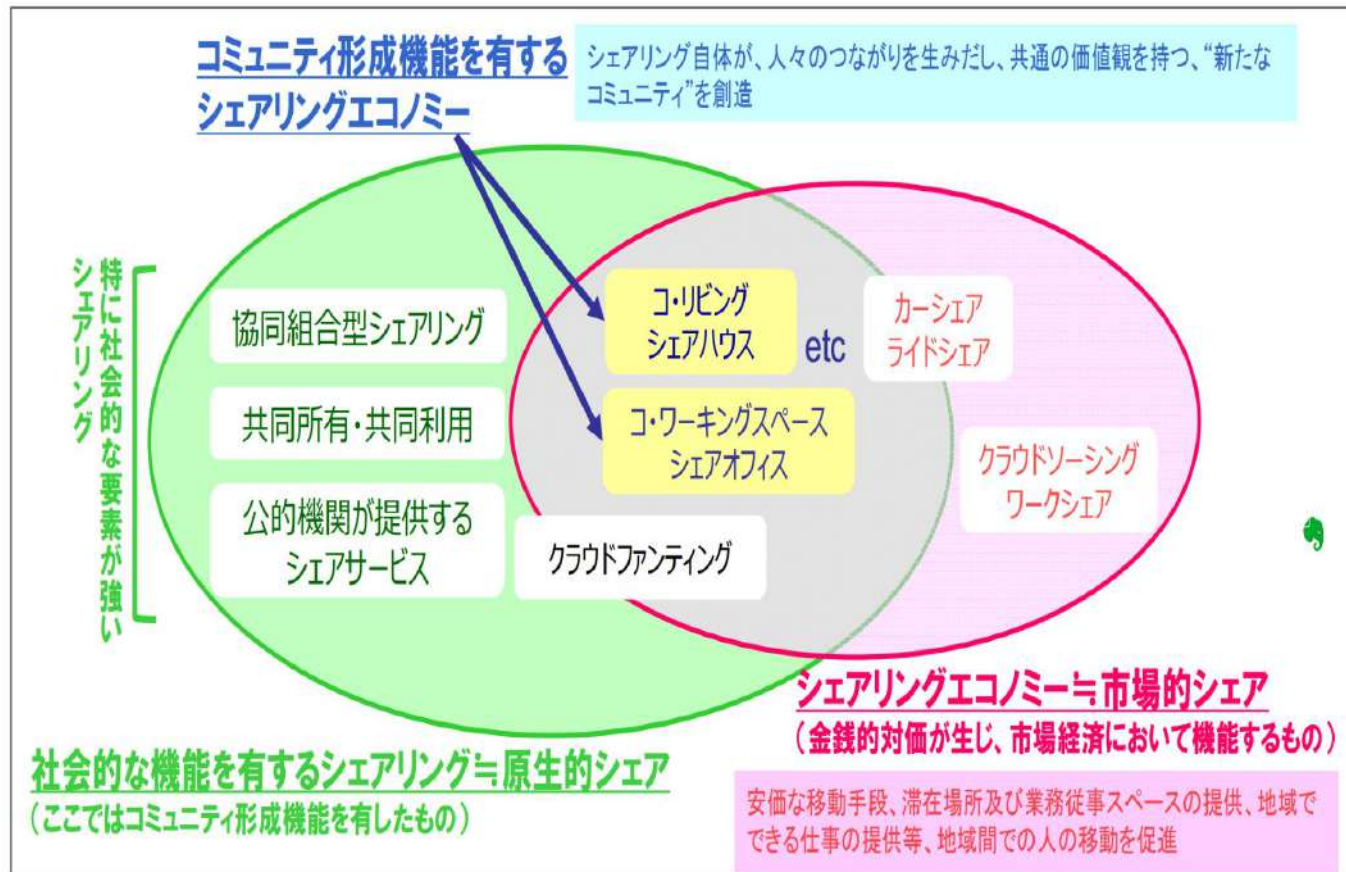 コミュニティ形成機能を有する
シェアリングエコノミー
シェアリング自体が、人々のつながりを生みだし、共通の価値観を持つ、“新たな
コミュニティ”を創造
特に社会的な要素が強い
シェアリング
協同組合型シェアリング
共同所有・共同利用
公的機関が提供する
シェアサービス
コ・リビング
シェアハウス
etc
コ・ワーキングスペース
シェアオフィス
クラウドファンティング
カーシェア
ライドシェア
クラウドソーシング
ワークシェア
シェアリングエコノミー≒市場的シェア
(金銭的対価が生じ、市場経済において機能するもの)
社会的な機能を有するシェアリング≒原生的シェア
(ここではコミュニティ形成機能を有したもの)
安価な移動手段、滞在場所及び業務従事スペースの提供、地域で
できる仕事の提供等、地域間での人の移動を促進